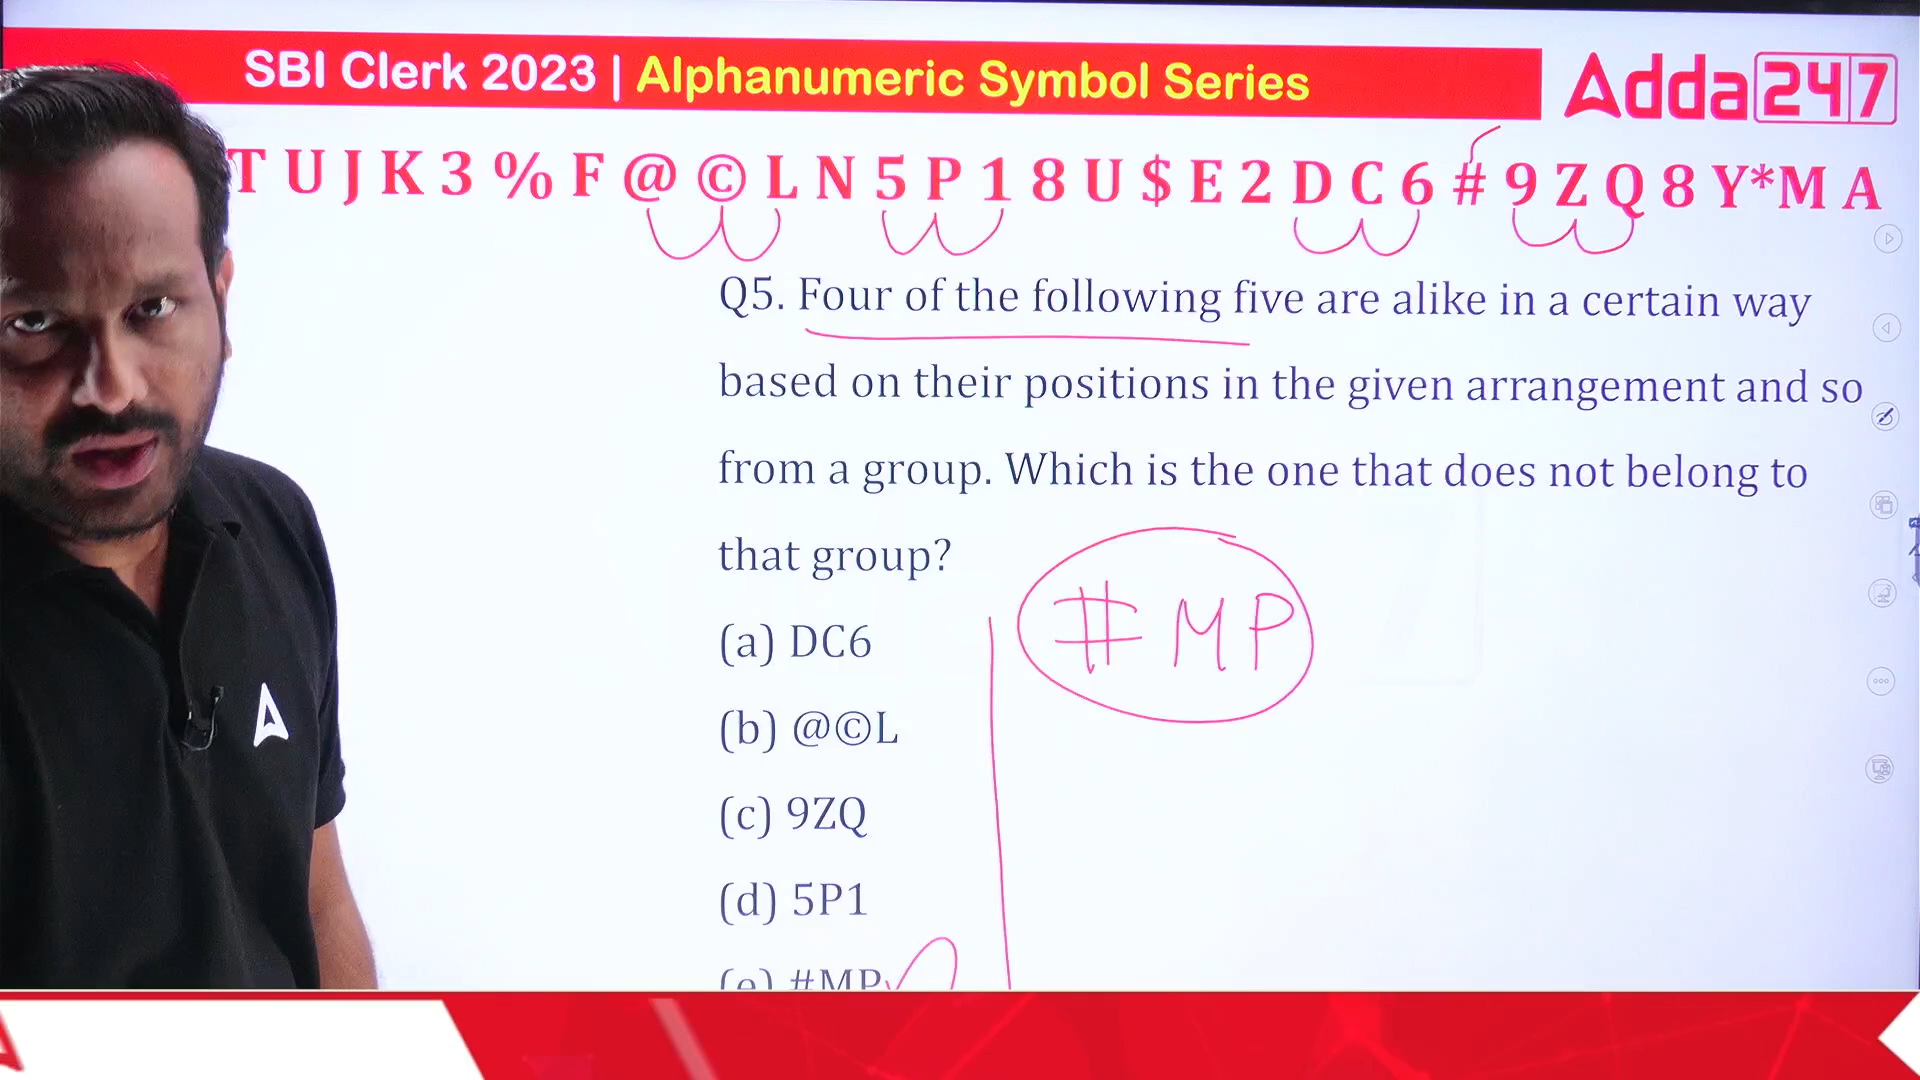 SBI Clerk 2023 | Alphanumeric Symbol Series
Adda247
T U J K 3 % F @ © L N 5 P 1 8 U $ E 2 D C 6 # 9 Z Q 8 Y * M A
Q5. Four of the following five are alike in a certain way
based on their positions in the given arrangement and so
from a group. Which is the one that does not belong to
that group?
# M P
(a) DC6
(b) @©L
(c) 9ZQ
(d) 5P1
(e) #MP